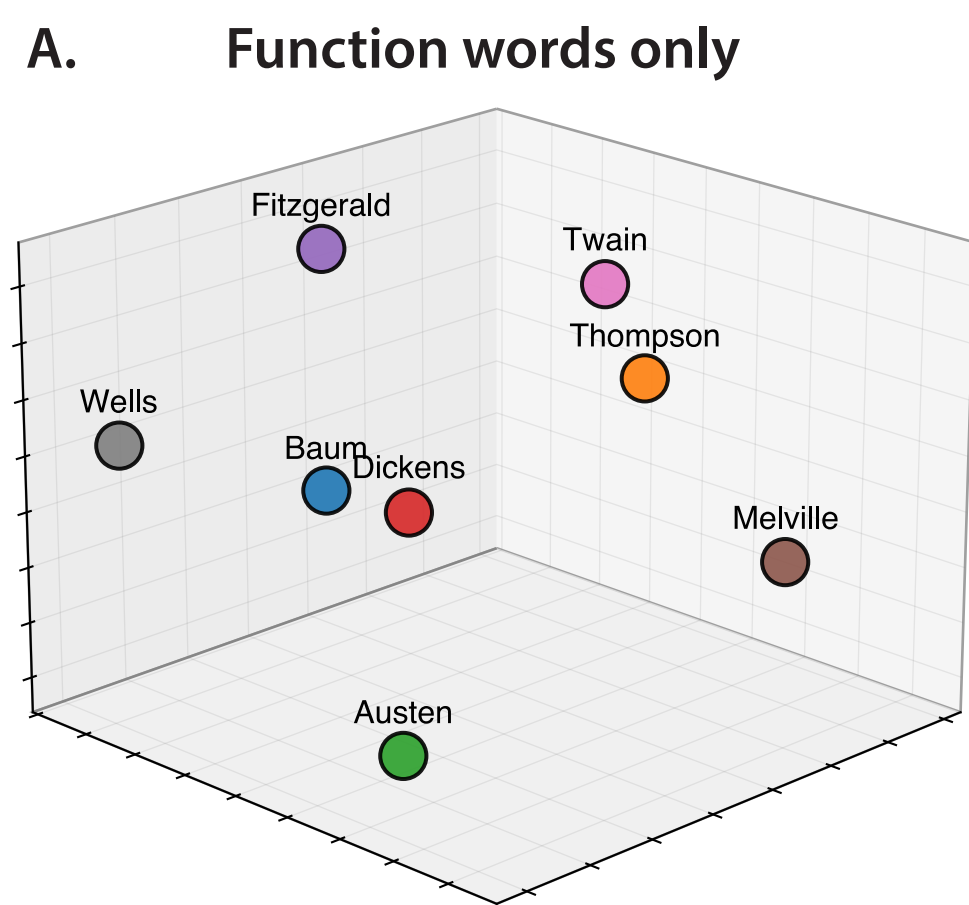 A. Function words only
Fitzgerald
Twain
Thompson
Wells
Baum
Dickens
Melville
Austen